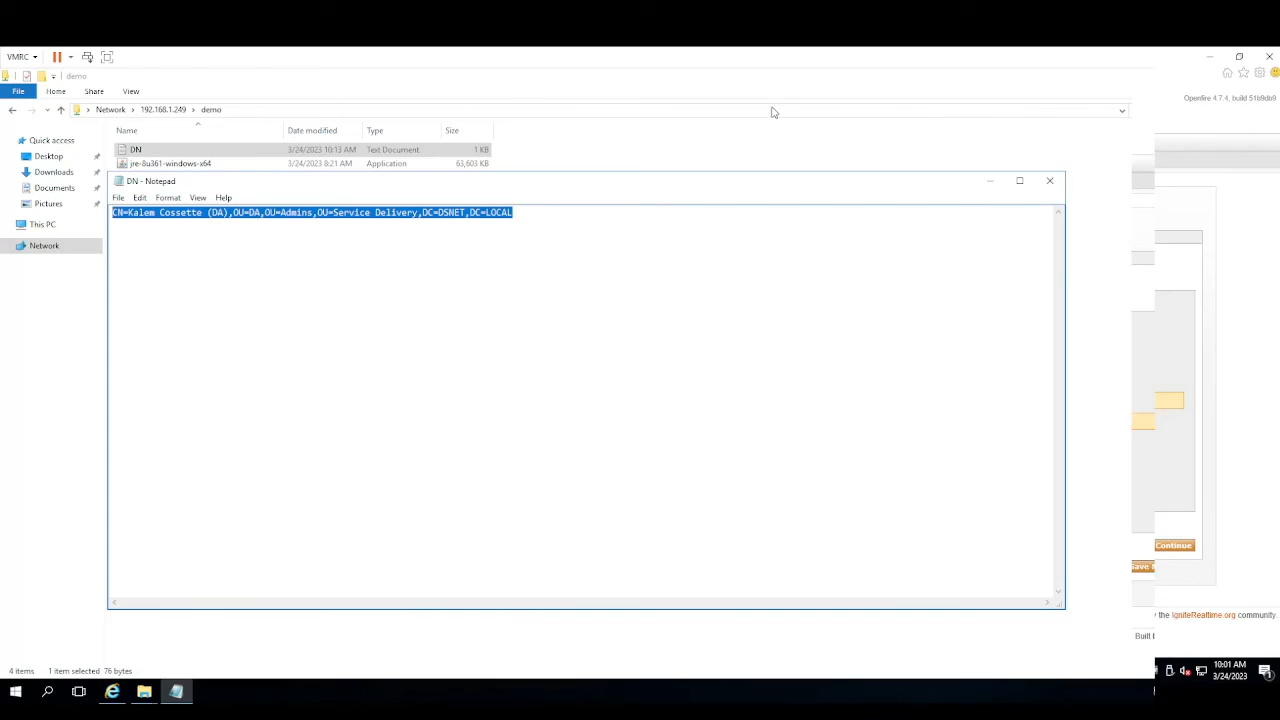 VMRC
demo
Openfire 4.7.4, build 51b9db9
File Home Share View
Network 192.168.1.249 demo
Name Date modified Type Size
Quick access
Desktop
Downloads
Documents
Pictures
This PC
Network
DN 3/24/2023 10:13 AM Text Document 1 KB
jre-8u361-windows-x64 3/24/2023 8:21 AM Application 63,603 KB
DN - Notepad
File Edit Format View Help
CN=Kalem Cossette (DA),OU=DA,OU=Admins,OU=Service Delivery,DC=DSNET,DC=LOCAL
Continue
Save
the IgniteRealtime.org community.
Built
4 items 1 item selected 76 bytes
10:01 AM
3/24/2023
1